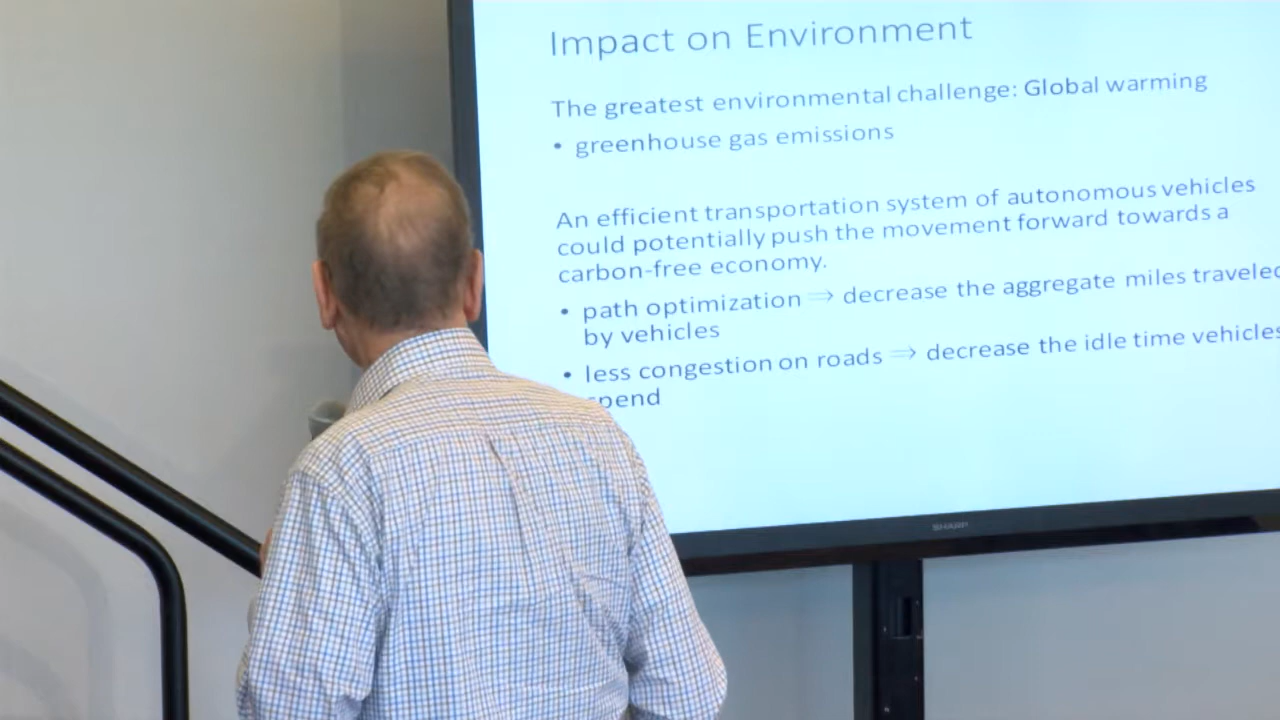 Impact on Environment
The greatest environmental challenge: Global warming
• greenhouse gas emissions
An efficient transportation system of autonomous vehicles
could potentially push the movement forward towards a
carbon-free economy.
• path optimization ⇒ decrease the aggregate miles traveled
by vehicles
• less congestion on roads ⇒ decrease the idle time vehicles
spend
SHARP